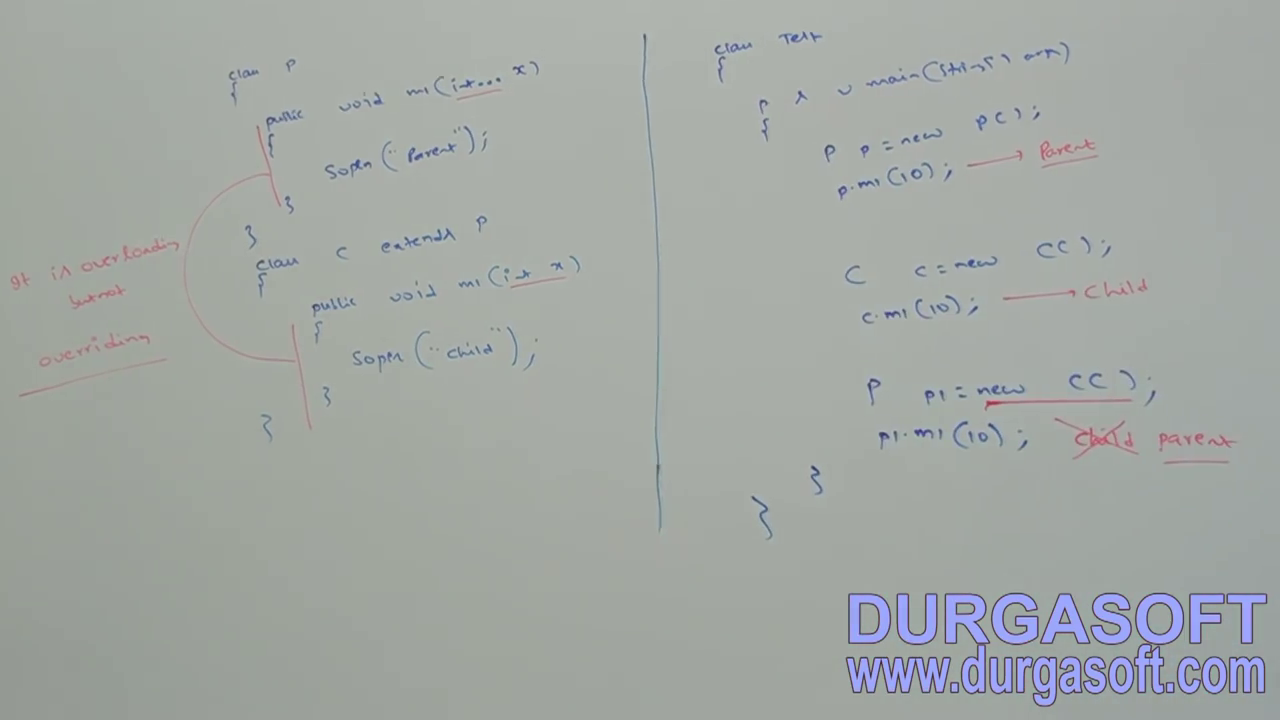 class P
{
public void m1(int... x)
{
Sopln("Parent");
}
}
class C extends P
{
public void m1(int x)
{
Sopln("child");
}
}
It is overloading
but not
overriding
class Test
{
p s v main(String[] args)
{
P p = new P();
p.m1(10); → Parent
C c = new C();
c.m1(10); → Child
P p1 = new C();
p1.m1(10); child parent
}
}
DURGASOFT
www.durgasoft.com